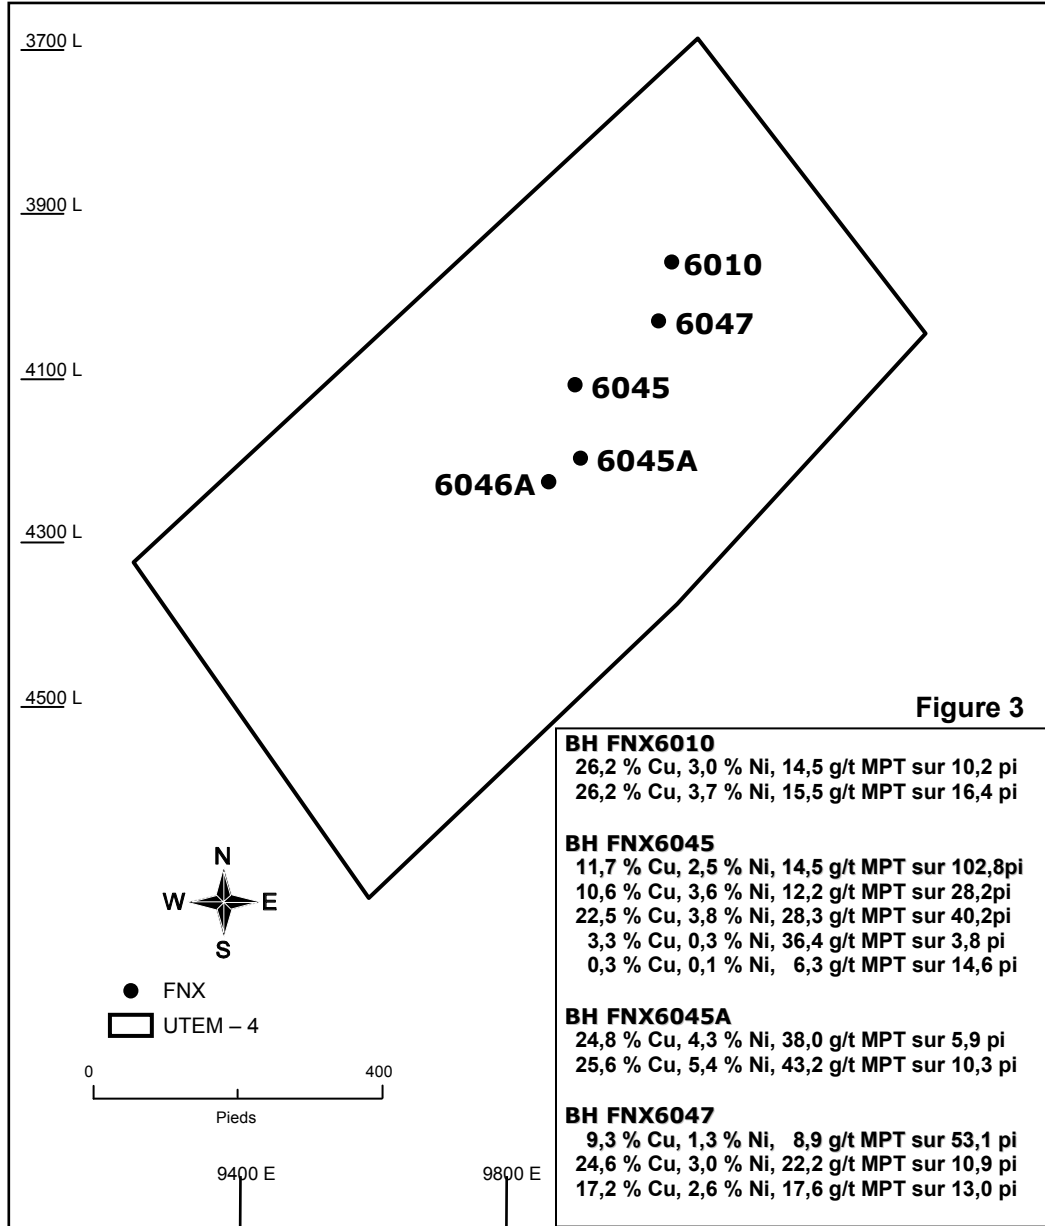 3700 L
3900 L
6010
6047
4100 L
6045
6045A
6046A
4300 L
4500 L
Figure 3
BH FNX6010
26,2 % Cu, 3,0 % Ni, 14,5 g/t MPT sur 10,2 pi
26,2 % Cu, 3,7 % Ni, 15,5 g/t MPT sur 16,4 pi
BH FNX6045
11,7 % Cu, 2,5 % Ni, 14,5 g/t MPT sur 102,8pi
10,6 % Cu, 3,6 % Ni, 12,2 g/t MPT sur 28,2pi
22,5 % Cu, 3,8 % Ni, 28,3 g/t MPT sur 40,2pi
3,3 % Cu, 0,3 % Ni, 36,4 g/t MPT sur 3,8 pi
0,3 % Cu, 0,1 % Ni, 6,3 g/t MPT sur 14,6 pi
BH FNX6045A
24,8 % Cu, 4,3 % Ni, 38,0 g/t MPT sur 5,9 pi
25,6 % Cu, 5,4 % Ni, 43,2 g/t MPT sur 10,3 pi
BH FNX6047
9,3 % Cu, 1,3 % Ni, 8,9 g/t MPT sur 53,1 pi
24,6 % Cu, 3,0 % Ni, 22,2 g/t MPT sur 10,9 pi
17,2 % Cu, 2,6 % Ni, 17,6 g/t MPT sur 13,0 pi
N
W E
S
FNX
UTEM – 4
0 400
Pieds
9400 E 9800 E